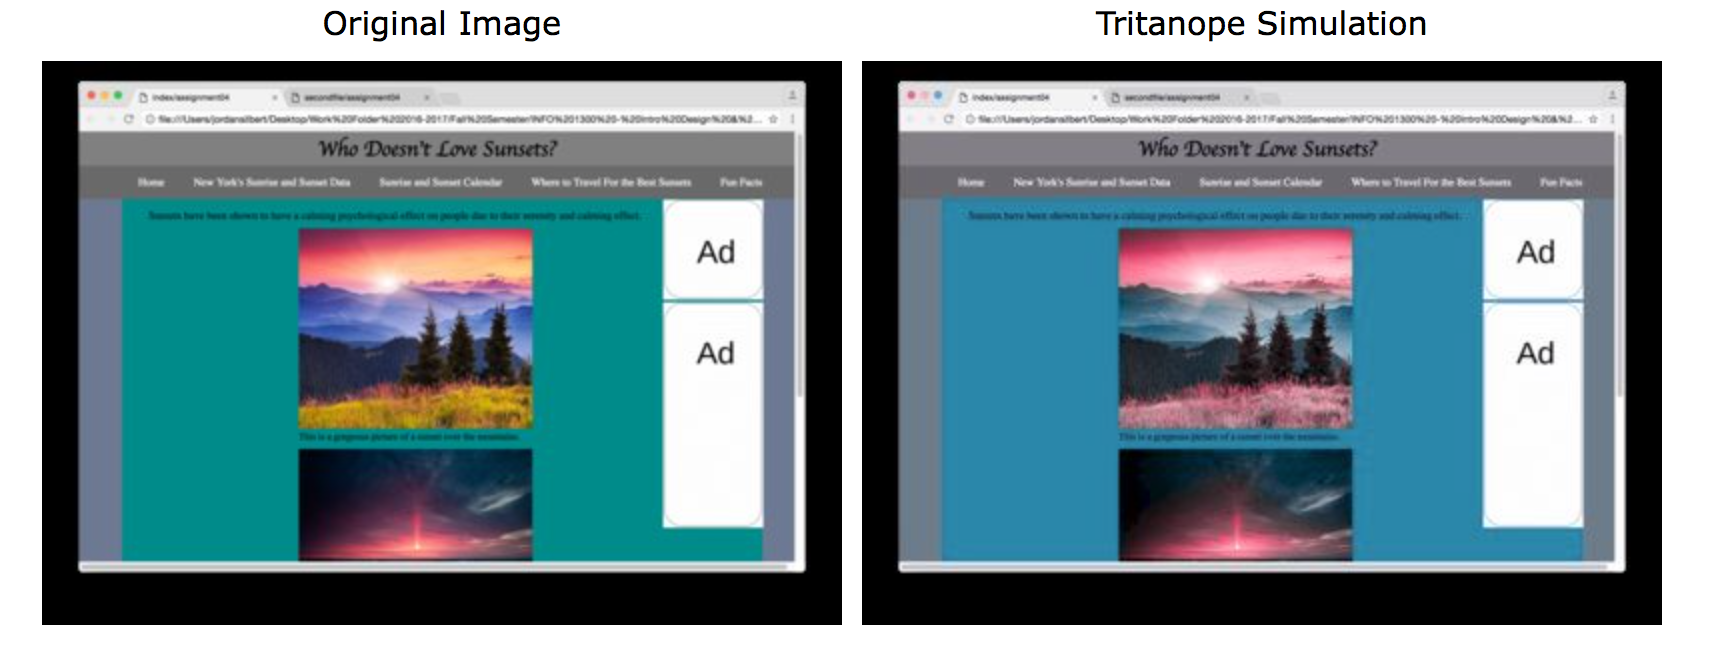 Original Image
index/assignment04
secondfile/assignment04
file:///Users/jordansilbert/Desktop/Work%20Folder%202016-2017/Fall%20Semester/INFO%201300%20-%20Intro%20Design%20&%2...
Who Doesn't Love Sunsets?
Home New York's Sunrise and Sunset Data Sunrise and Sunset Calendar Where to Travel For the Best Sunsets Fun Facts
Sunsets have been shown to have a calming psychological effect on people due to their serenity and calming effect.
Ad
Ad
This is a gorgeous picture of a sunset over the mountains.
Tritanope Simulation
index/assignment04
secondfile/assignment04
file:///Users/jordansilbert/Desktop/Work%20Folder%202016-2017/Fall%20Semester/INFO%201300%20-%20Intro%20Design%20&%2...
Who Doesn't Love Sunsets?
Home New York's Sunrise and Sunset Data Sunrise and Sunset Calendar Where to Travel For the Best Sunsets Fun Facts
Sunsets have been shown to have a calming psychological effect on people due to their serenity and calming effect.
Ad
Ad
This is a gorgeous picture of a sunset over the mountains.